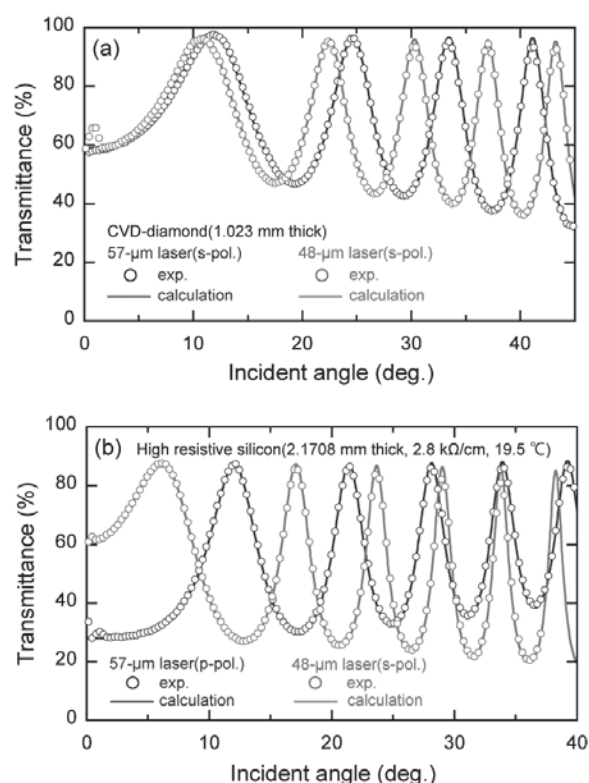 (a)
100
80
60
40
20
0
Transmittance (%)
CVD-diamond(1.023 mm thick)
57-μm laser(s-pol.) 48-μm laser(s-pol.)
exp. exp.
calculation calculation
0 10 20 30 40
Incident angle (deg.)
(b) High resistive silicon(2.1708 mm thick, 2.8 kΩ/cm, 19.5 ℃)
100
80
60
40
20
0
Transmittance (%)
57-μm laser(p-pol.) 48-μm laser(s-pol.)
exp. exp.
calculation calculation
0 10 20 30 40
Incident angle (deg.)